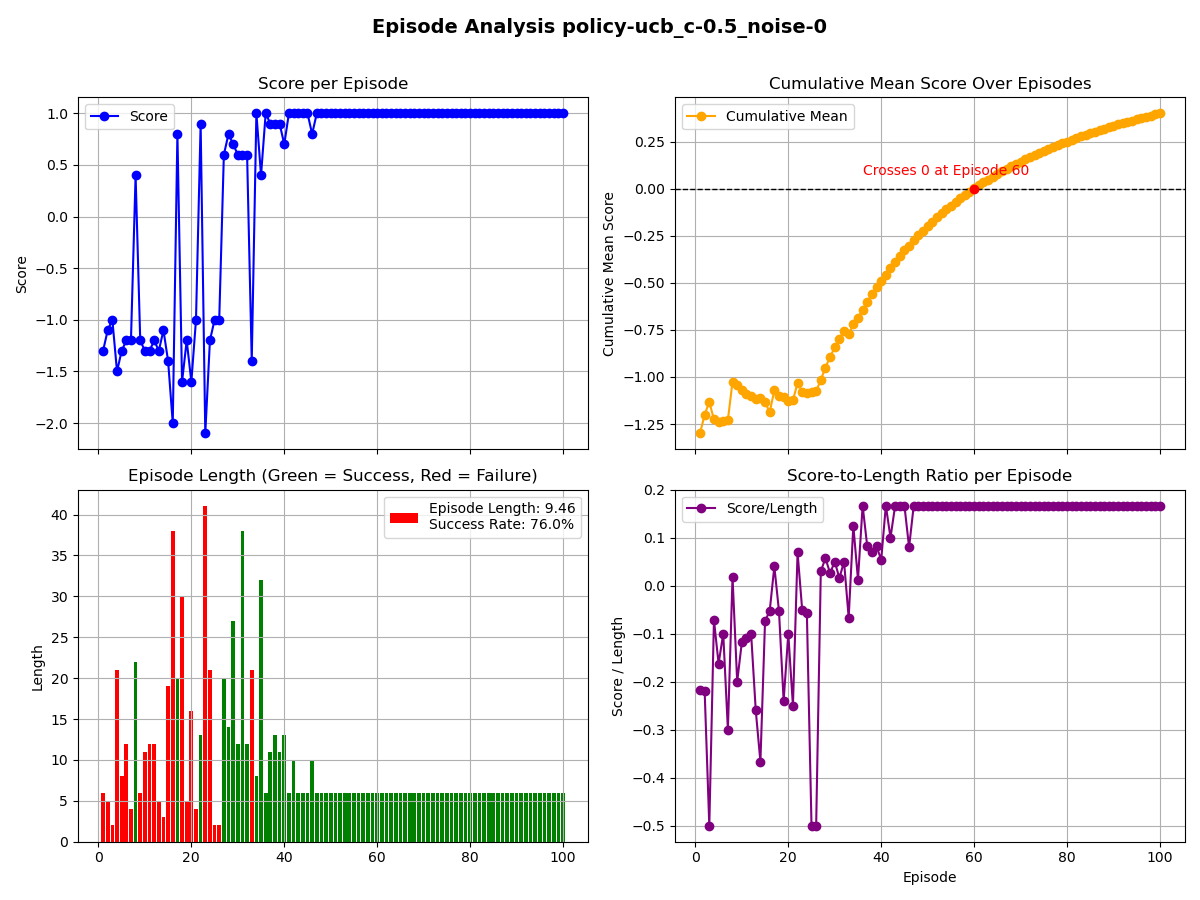 Episode Analysis policy-ucb_c-0.5_noise-0
Score per Episode
Score
1.0
0.5
0.0
−0.5
−1.0
−1.5
−2.0
Score
Cumulative Mean Score Over Episodes
Cumulative Mean
Crosses 0 at Episode 60
0.25
0.00
−0.25
−0.50
−0.75
−1.00
−1.25
Cumulative Mean Score
Episode Length (Green = Success, Red = Failure)
Episode Length: 9.46
Success Rate: 76.0%
40
35
30
25
20
15
10
5
0
Length
0 20 40 60 80 100
Score-to-Length Ratio per Episode
Score/Length
0.2
0.1
0.0
−0.1
−0.2
−0.3
−0.4
−0.5
Score / Length
0 20 40 60 80 100
Episode